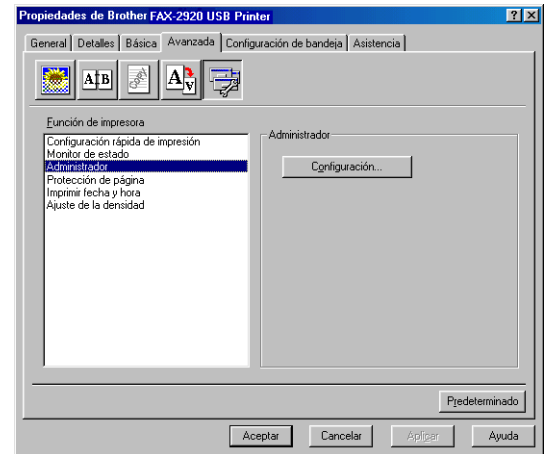 Propiedades de Brother FAX-2920 USB Printer
General Detalles Básica Avanzada Configuración de bandeja Asistencia
Función de impresora
Configuración rápida de impresión
Monitor de estado
Administrador
Protección de página
Imprimir fecha y hora
Ajuste de la densidad
Administrador
Configuración...
Predeterminado
Aceptar Cancelar Aplicar Ayuda